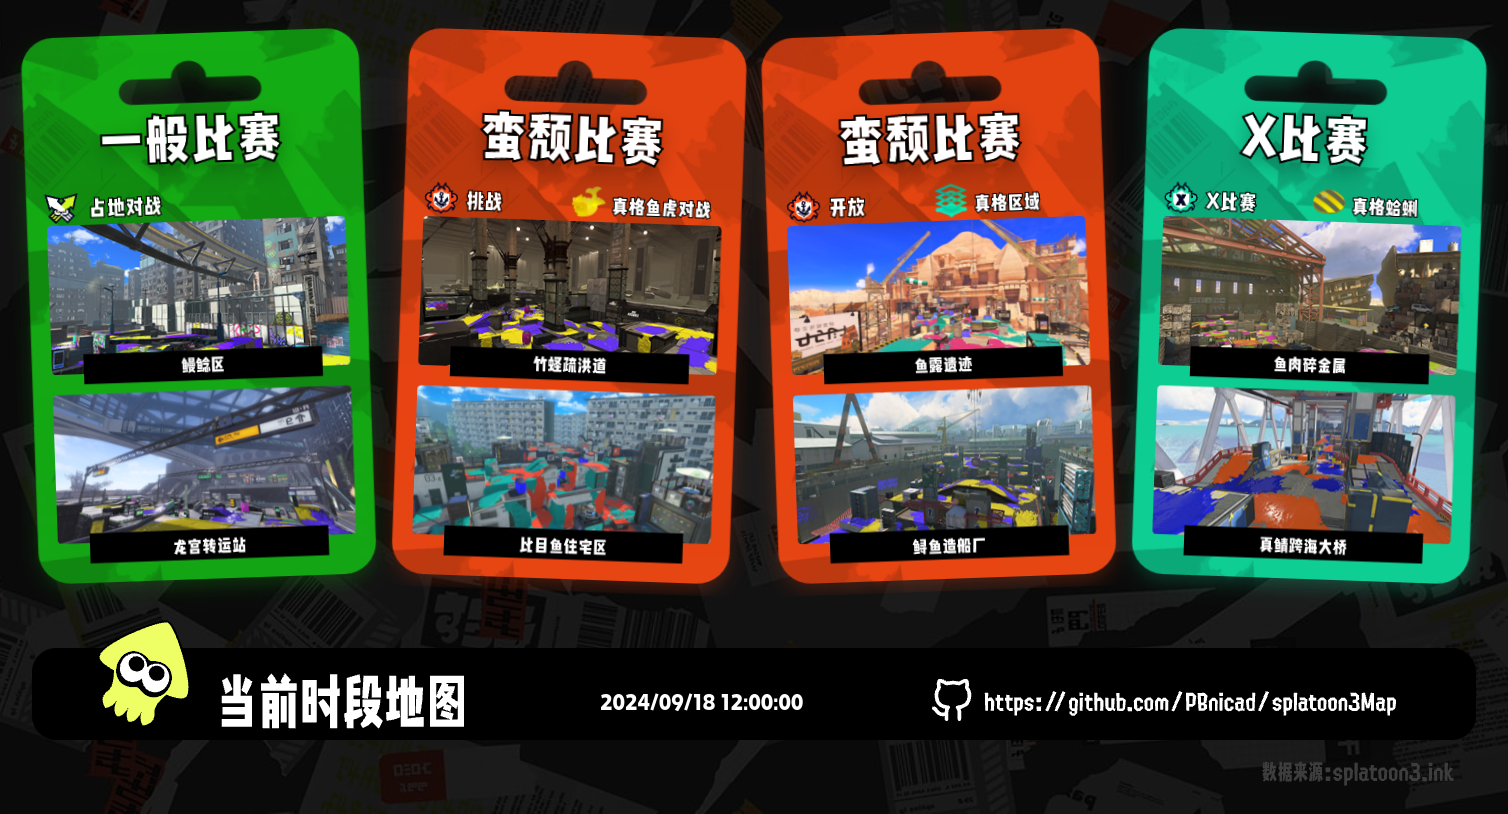 一般比赛
占地对战
鳗鲶区
龙宫转运站
蛮颓比赛
挑战
真格鱼虎对战
竹蛏疏洪道
比目鱼住宅区
蛮颓比赛
开放
真格区域
鱼露遗迹
鲟鱼造船厂
X比赛
X比赛
真格蛤蜊
鱼肉碎金属
真鲭跨海大桥
当前时段地图
2024/09/18 12:00:00
https://github.com/PBnicad/splatoon3Map
数据来源:splatoon3.ink